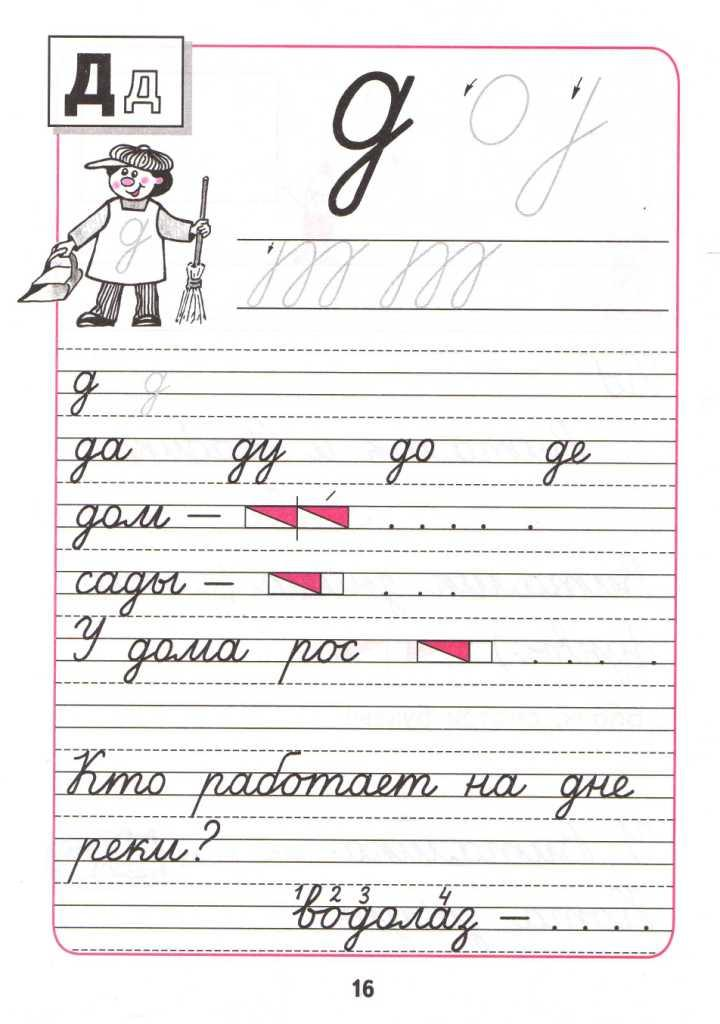 Д д
д
д д
да ду до де
дом –
сады –
У дома рос
Кто работает на дне
реки?
1 2 3 4
водолаз –
16